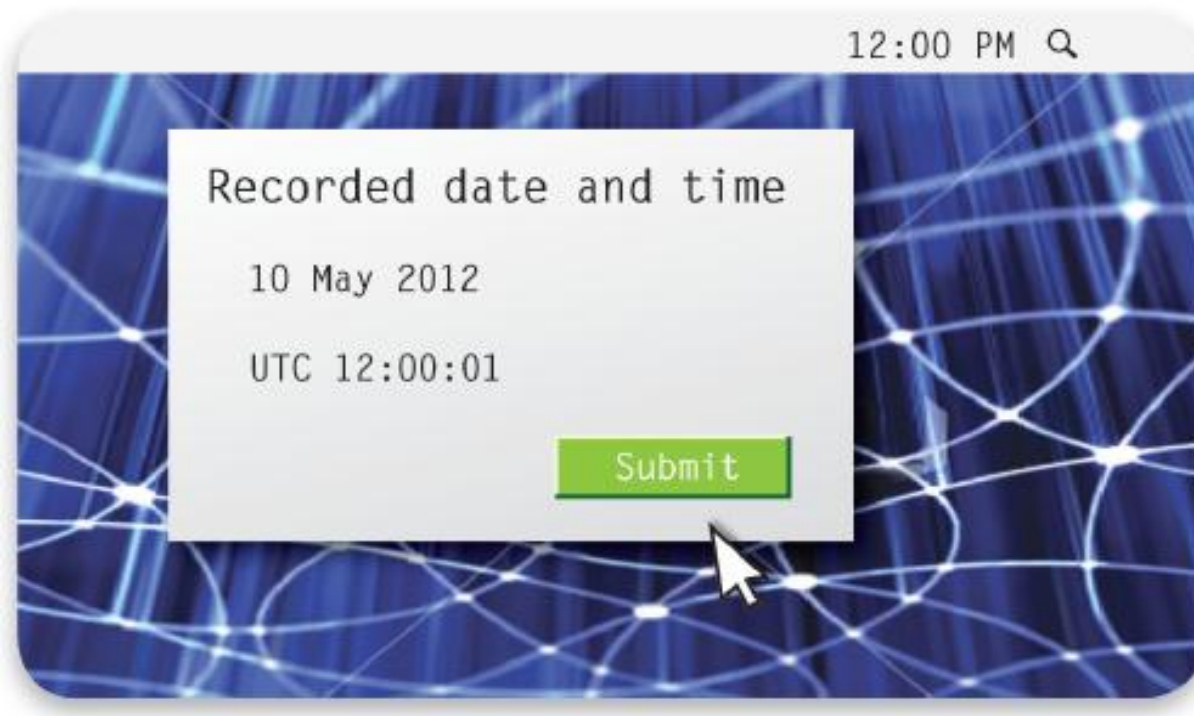 12:00 PM
Recorded date and time
10 May 2012
UTC 12:00:01
Submit